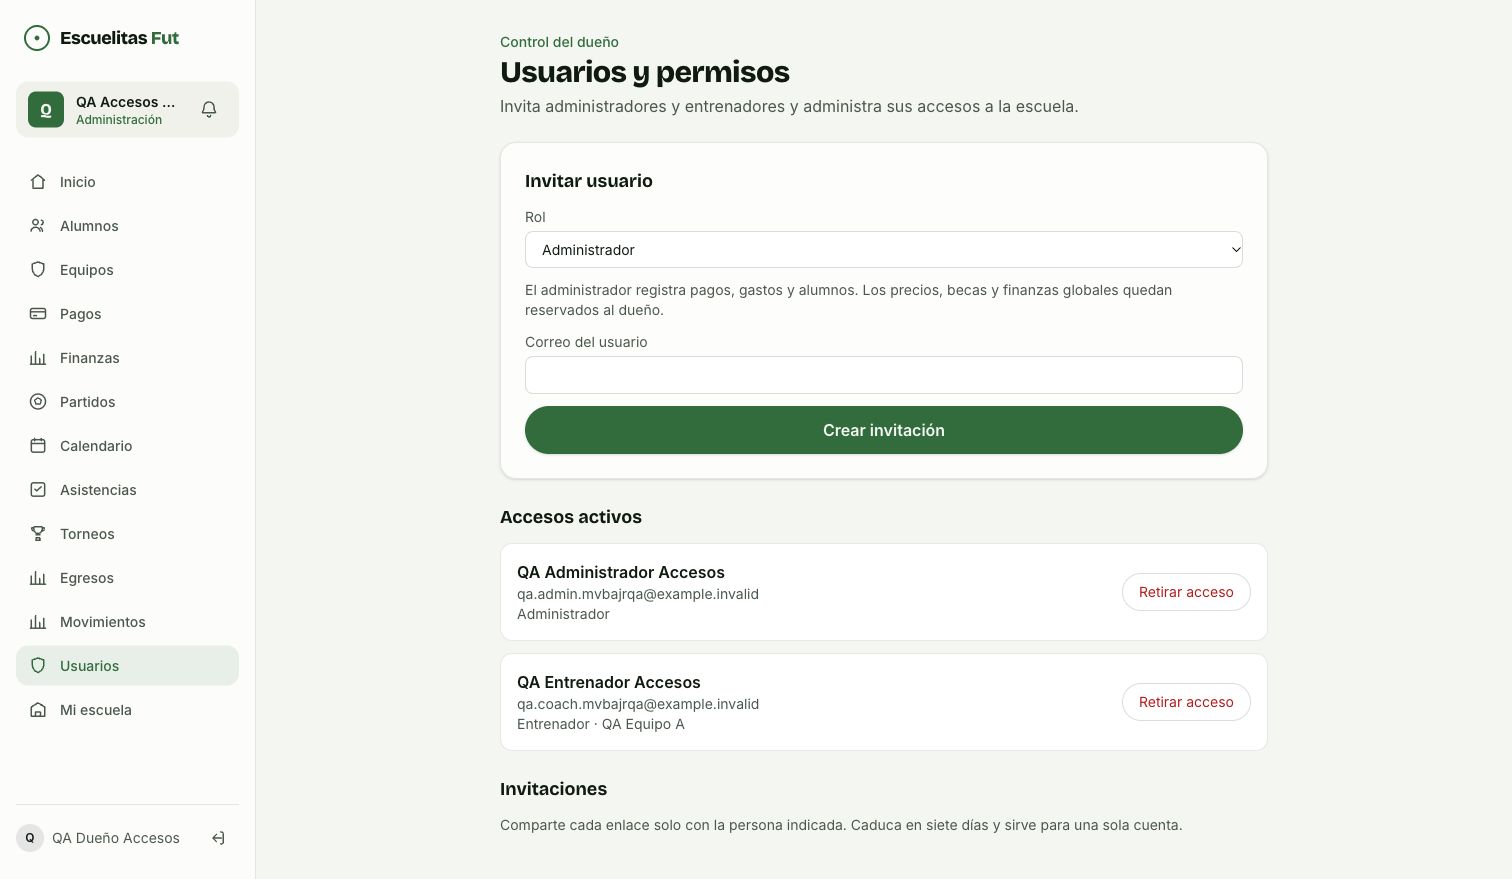 Escuelitas Fut
Q
QA Accesos ...
Administración
Inicio
Alumnos
Equipos
Pagos
Finanzas
Partidos
Calendario
Asistencias
Torneos
Egresos
Movimientos
Usuarios
Mi escuela
Q
QA Dueño Accesos
Control del dueño
Usuarios y permisos
Invita administradores y entrenadores y administra sus accesos a la escuela.
Invitar usuario
Rol
Administrador
El administrador registra pagos, gastos y alumnos. Los precios, becas y finanzas globales quedan
reservados al dueño.
Correo del usuario
Crear invitación
Accesos activos
QA Administrador Accesos
qa.admin.mvbajrqa@example.invalid
Administrador
Retirar acceso
QA Entrenador Accesos
qa.coach.mvbajrqa@example.invalid
Entrenador · QA Equipo A
Retirar acceso
Invitaciones
Comparte cada enlace solo con la persona indicada. Caduca en siete días y sirve para una sola cuenta.